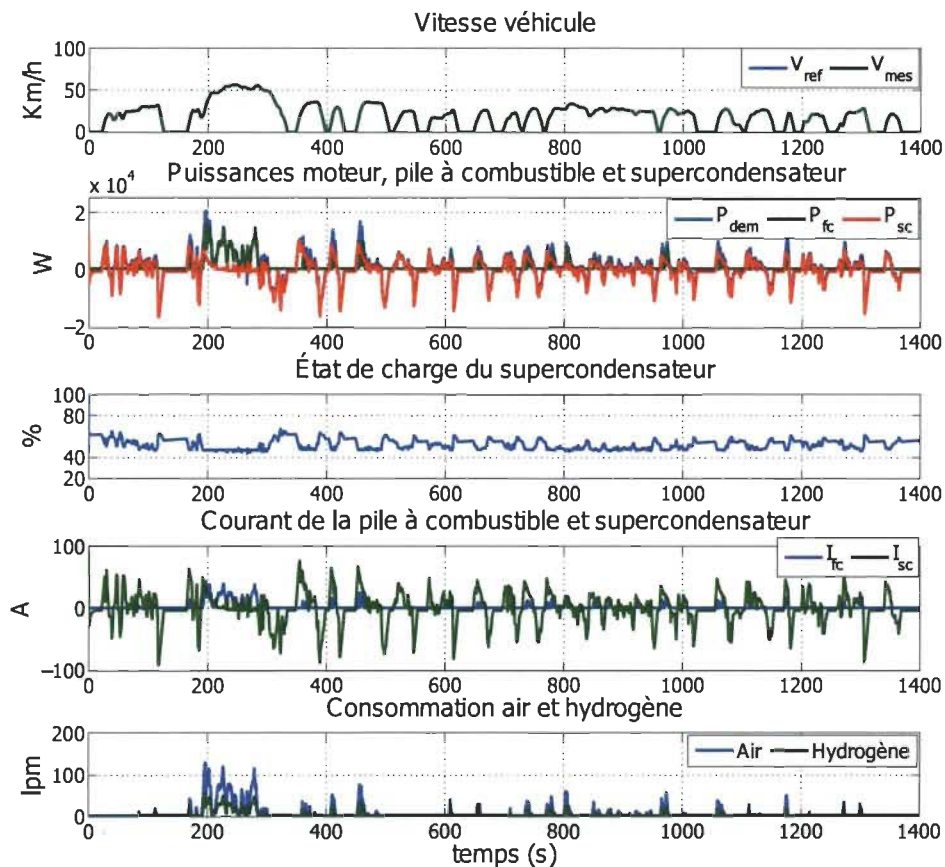 Vitesse véhicule
Km/h
100
50
0
V_ref V_mes
0 200 400 600 800 1000 1200 1400
Puissances moteur, pile à combustible et supercondensateur
x 10^4
W
2
0
−2
P_dem P_fc P_sc
0 200 400 600 800 1000 1200 1400
État de charge du supercondensateur
%
100
80
60
40
20
0 200 400 600 800 1000 1200 1400
Courant de la pile à combustible et supercondensateur
A
100
0
−100
I_fc I_sc
0 200 400 600 800 1000 1200 1400
Consommation air et hydrogène
lpm
200
100
0
Air Hydrogène
0 200 400 600 800 1000 1200 1400
temps (s)